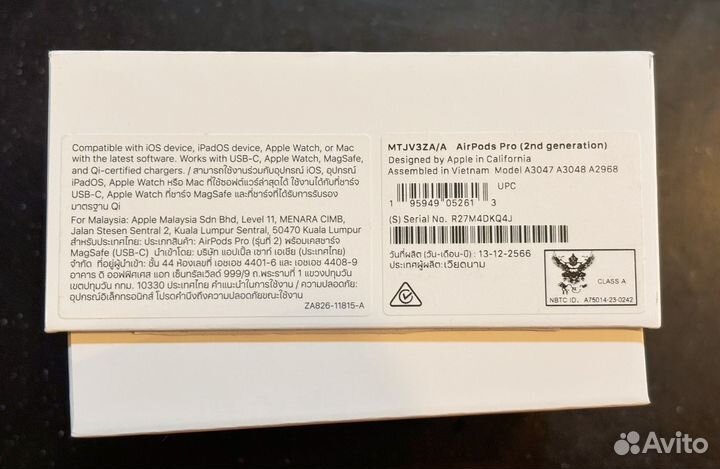 Compatible with iOS device, iPadOS device, Apple Watch, or Mac
with the latest software. Works with USB-C, Apple Watch, MagSafe,
and Qi-certified chargers. / สามารถใช้งานร่วมกับอุปกรณ์ iOS, อุปกรณ์
iPadOS, Apple Watch หรือ Mac ที่ใช้ซอฟต์แวร์ล่าสุดได้ ใช้งานได้กับที่ชาร์จ
USB-C, Apple Watch ที่ชาร์จ MagSafe และที่ชาร์จที่ได้รับการรับรอง
มาตรฐาน Qi
For Malaysia: Apple Malaysia Sdn Bhd, Level 11, MENARA CIMB,
Jalan Stesen Sentral 2, Kuala Lumpur Sentral, 50470 Kuala Lumpur
สำหรับประเทศไทย: ประเภทสินค้า: AirPods Pro (รุ่นที่ 2) พร้อมเคสชาร์จ
MagSafe (USB-C) นำเข้าโดย: บริษัท แอปเปิ้ล เซาท์ เอเชีย (ประเทศไทย)
จำกัด ที่อยู่ผู้นำเข้า: ชั้น 44 ห้องเลขที่ เอชเอช 4401-6 และ เอชเอช 4408-9
อาคาร ดิ ออฟฟิศเศส แอท เซ็นทรัลเวิลด์ 999/9 ถ.พระรามที่ 1 แขวงปทุมวัน
เขตปทุมวัน กทม. 10330 ประเทศไทย คำแนะนำในการใช้งาน / ความปลอดภัย:
อุปกรณ์อิเล็กทรอนิกส์ โปรดคำนึงถึงความปลอดภัยขณะใช้งาน
ZA826-11815-A
MTJV3ZA/A AirPods Pro (2nd generation)
Designed by Apple in California
Assembled in Vietnam Model A3047 A3048 A2968
UPC
1 95949 05261 3
(S) Serial No. R27M4DKQ4J
วันที่ผลิต (วัน-เดือน-ปี): 13-12-2566
ประเทศผู้ผลิต: เวียดนาม
CLASS A
NBTC ID. A75014-23-0242
Avito